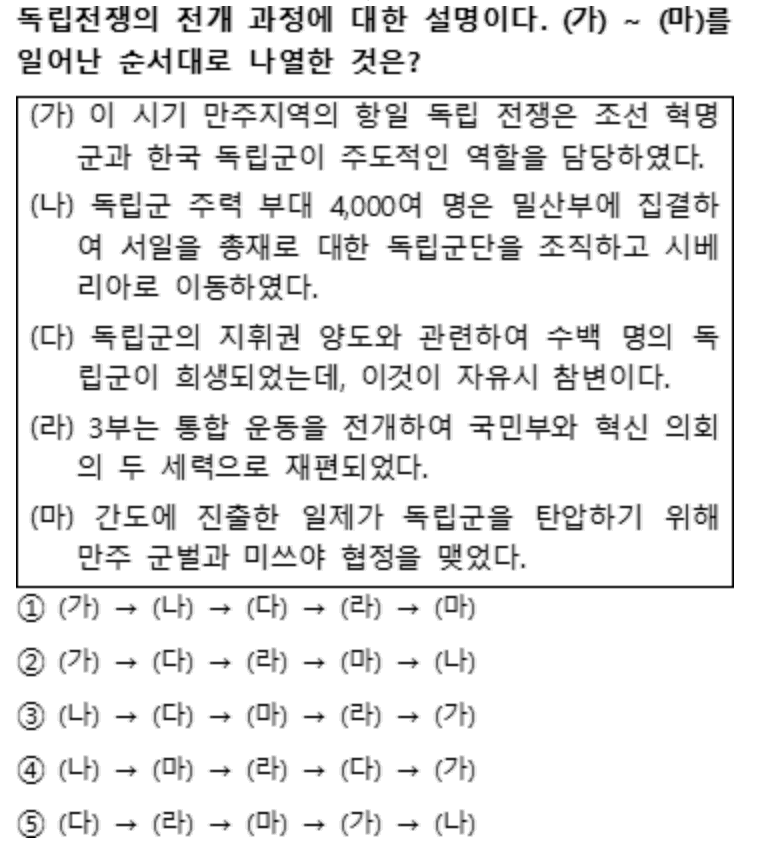 독립전쟁의 전개 과정에 대한 설명이다. (가) ~ (마)를
일어난 순서대로 나열한 것은?
(가) 이 시기 만주지역의 항일 독립 전쟁은 조선 혁명
군과 한국 독립군이 주도적인 역할을 담당하였다.
(나) 독립군 주력 부대 4,000여 명은 밀산부에 집결하
여 서일을 총재로 대한 독립군단을 조직하고 시베
리아로 이동하였다.
(다) 독립군의 지휘권 양도와 관련하여 수백 명의 독
립군이 희생되었는데, 이것이 자유시 참변이다.
(라) 3부는 통합 운동을 전개하여 국민부와 혁신 의회
의 두 세력으로 재편되었다.
(마) 간도에 진출한 일제가 독립군을 탄압하기 위해
만주 군벌과 미쓰야 협정을 맺었다.
① (가) → (나) → (다) → (라) → (마)
② (가) → (다) → (라) → (마) → (나)
③ (나) → (다) → (마) → (라) → (가)
④ (나) → (마) → (라) → (다) → (가)
⑤ (다) → (라) → (마) → (가) → (나)